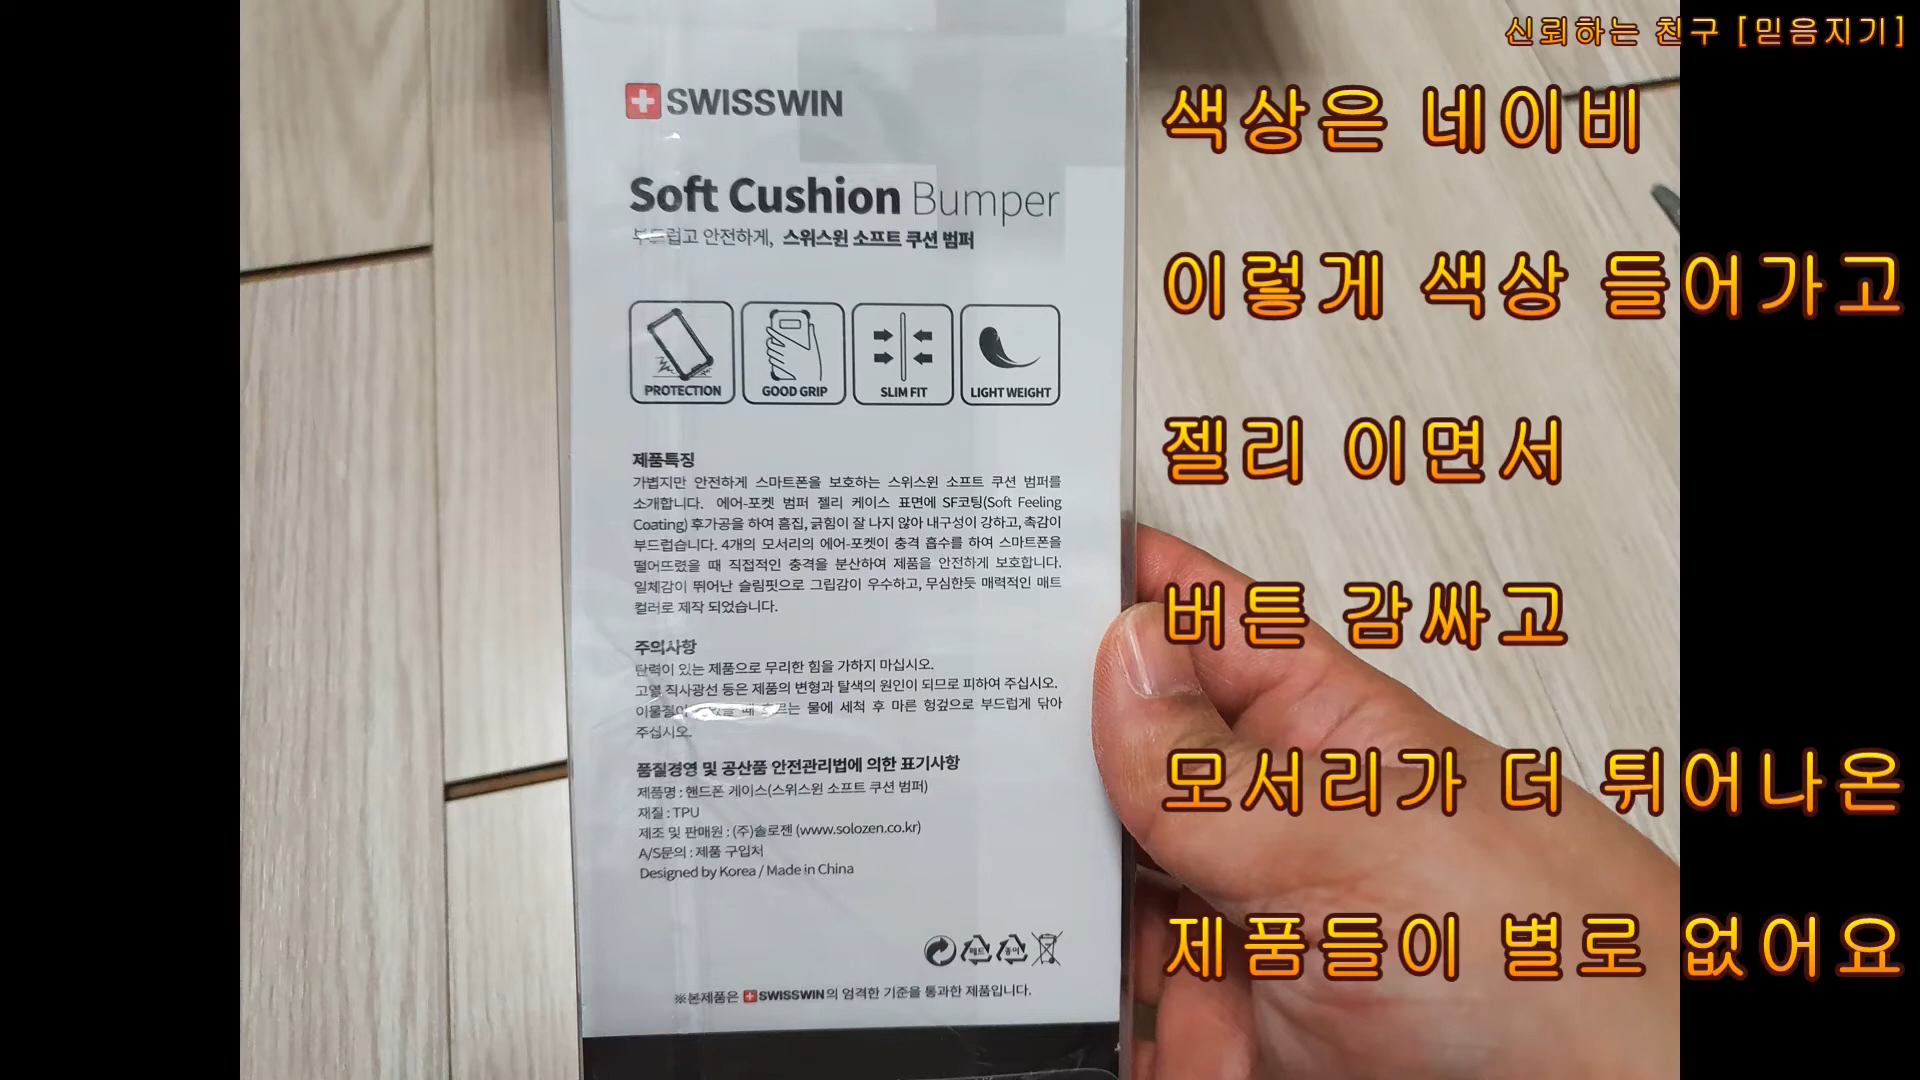 신뢰하는 친구 [믿음지기]
SWISSWIN
Soft Cushion Bumper
부드럽고 안전하게, 스위스윈 소프트 쿠션 범퍼
PROTECTION
GOOD GRIP
SLIM FIT
LIGHT WEIGHT
제품특징
가볍지만 안전하게 스마트폰을 보호하는 스위스윈 소프트 쿠션 범퍼를
소개합니다. 에어-포켓 범퍼 젤리 케이스 표면에 SF코팅(Soft Feeling
Coating) 후가공을 하여 흠집, 긁힘이 잘 나지 않아 내구성이 강하고, 촉감이
부드럽습니다. 4개의 모서리의 에어-포켓이 충격 흡수를 하여 스마트폰을
떨어뜨렸을 때 직접적인 충격을 분산하여 제품을 안전하게 보호합니다.
일체감이 뛰어난 슬림핏으로 그립감이 우수하고, 무심한듯 매력적인 매트
컬러로 제작 되었습니다.
주의사항
탄력이 있는 제품으로 무리한 힘을 가하지 마십시오.
고열 직사광선 등은 제품의 변형과 탈색의 원인이 되므로 피하여 주십시오.
이물질이 때 흐르는 물에 세척 후 마른 헝겊으로 부드럽게 닦아
주십시오.
품질경영 및 공산품 안전관리법에 의한 표기사항
제품명 : 핸드폰 케이스(스위스윈 소프트 쿠션 범퍼)
재질 : TPU
제조 및 판매원 : (주)솔로젠 (www.solozen.co.kr)
A/S문의 : 제품 구입처
Designed by Korea / Made in China
페트
종이
※본제품은 SWISSWIN의 엄격한 기준을 통과한 제품입니다.
색상은 네이비
이렇게 색상 들어가고
젤리 이면서
버튼 감싸고
모서리가 더 튀어나온
제품들이 별로 없어요